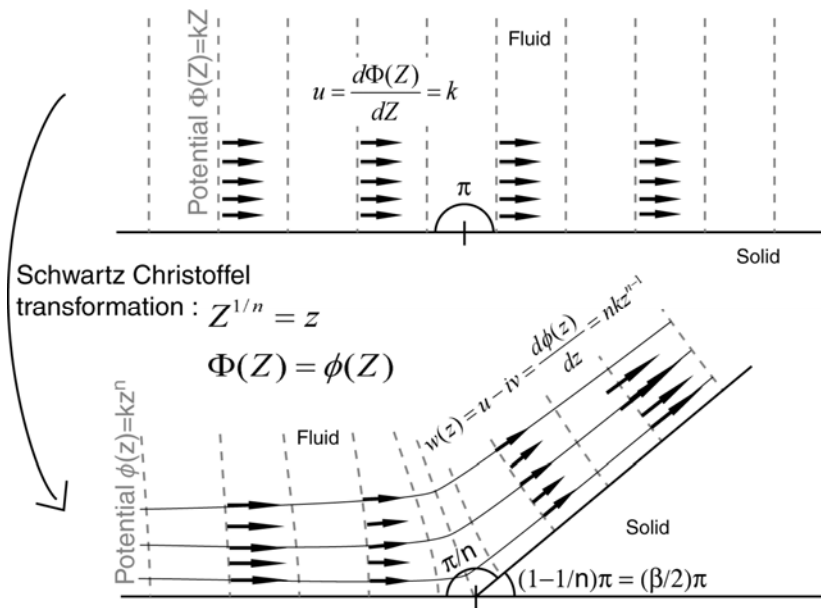 Potential Φ(Z)=kZ
Fluid
u = dΦ(Z)/dZ = k
π
Solid
Schwartz Christoffel
transformation : Z^{1/n} = z
Φ(Z) = ϕ(Z)
w(z) = u − iv = dϕ(z)/dz = nkz^{n−1}
Potential ϕ(z)=kz^n
Fluid
Solid
π/n
(1−1/n)π = (β/2)π